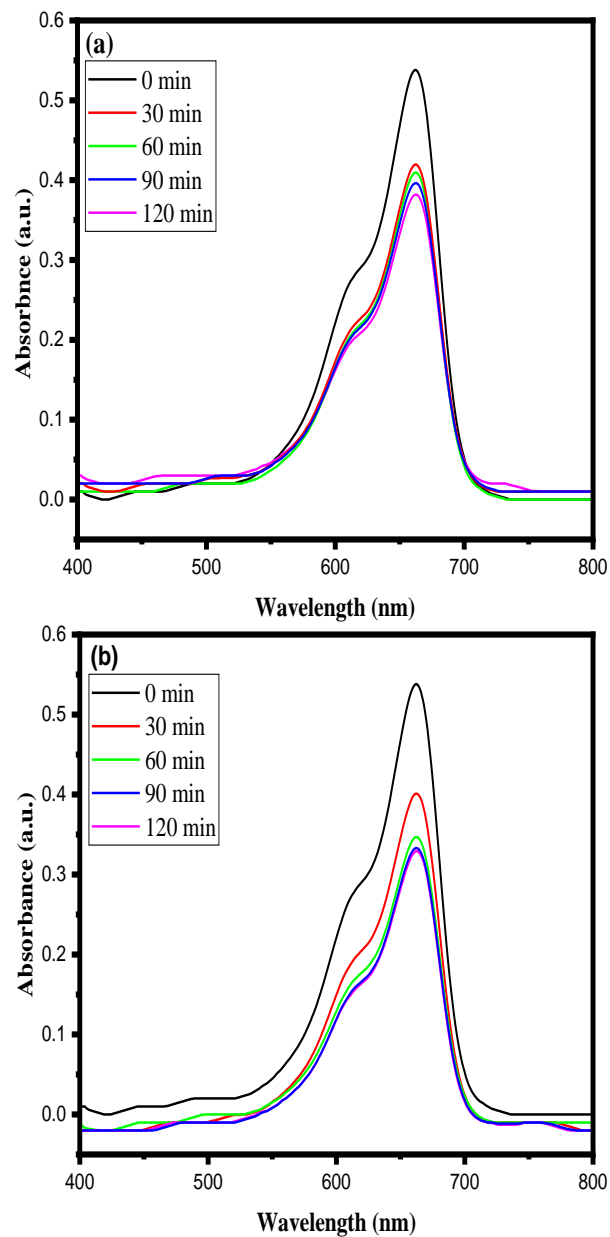 (a)
0 min
30 min
60 min
90 min
120 min
0.6
0.5
0.4
0.3
0.2
0.1
0.0
Absorbnce (a.u.)
400 500 600 700 800
Wavelength (nm)
(b)
0 min
30 min
60 min
90 min
120 min
0.6
0.5
0.4
0.3
0.2
0.1
0.0
Absorbance (a.u.)
400 500 600 700 800
Wavelength (nm)